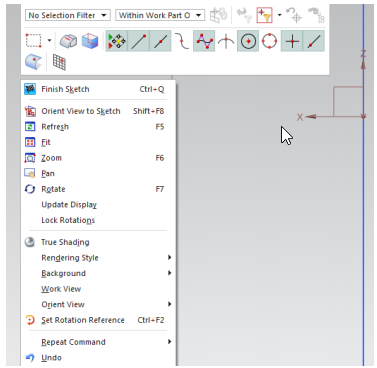 No Selection Filter Within Work Part O
Finish Sketch Ctrl+Q
Orient View to Sketch Shift+F8
Refresh F5
Fit
Zoom F6
Pan
Rotate F7
Update Display
Lock Rotations
True Shading
Rendering Style
Background
Work View
Orient View
Set Rotation Reference Ctrl+F2
Repeat Command
Undo
Z
X